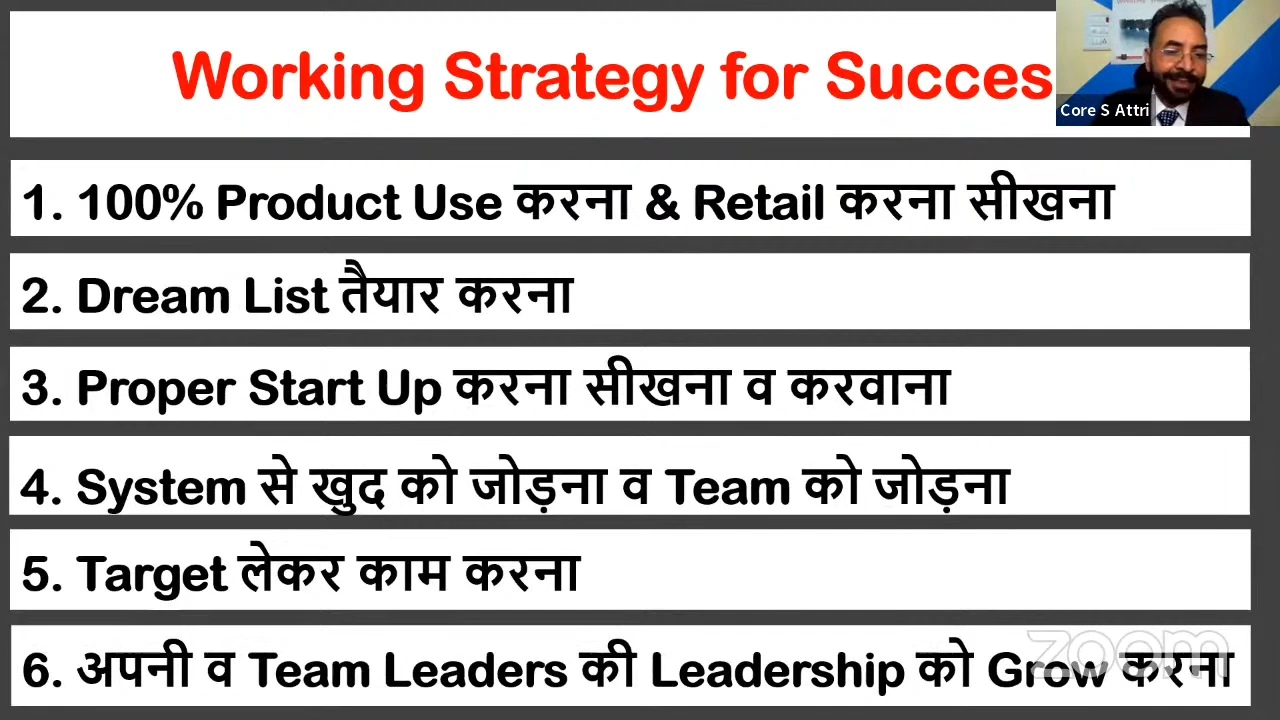 Working Strategy for Succes
Core S Attri
1. 100% Product Use करना & Retail करना सीखना
2. Dream List तैयार करना
3. Proper Start Up करना सीखना व करवाना
4. System से खुद को जोड़ना व Team को जोड़ना
5. Target लेकर काम करना
6. अपनी व Team Leaders की Leadership को Grow करना
zoom